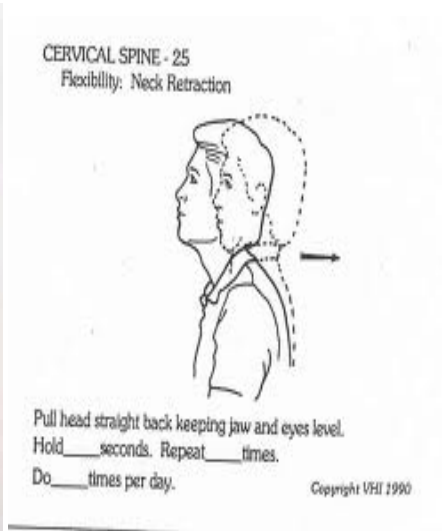 CERVICAL SPINE - 25
Flexibility: Neck Retraction
Pull head straight back keeping jaw and eyes level.
Hold____seconds. Repeat____times.
Do____times per day.
Copyright VHI 1990